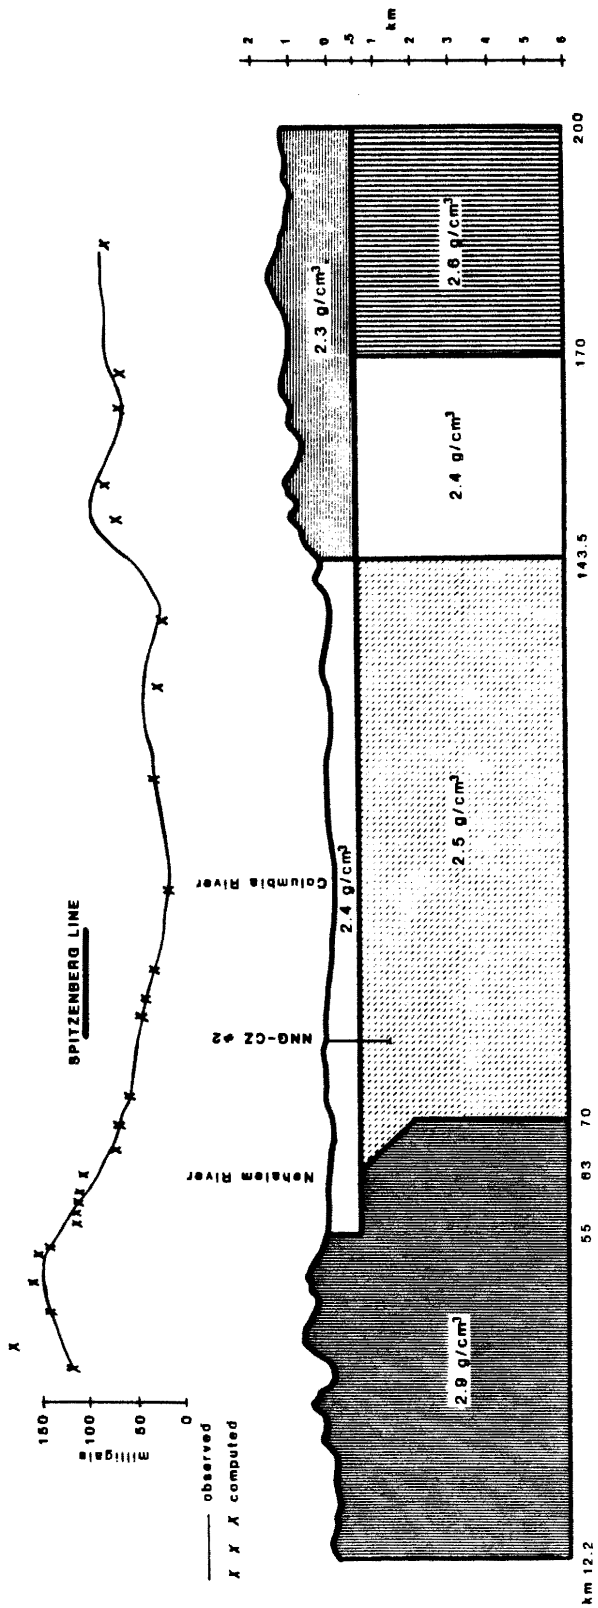 150
100
50
0
milligals
observed
X X X computed
SPITZENBERG LINE
Nehalem River
NNG-CZ #2
Columbia River
2
1
0
.5
1
2
3
4
5
6
km
2.9 g/cm³
2.4 g/cm³
2.5 g/cm³
2.3 g/cm³
2.4 g/cm³
2.6 g/cm³
km 12.2
55
63
70
143.5
170
200